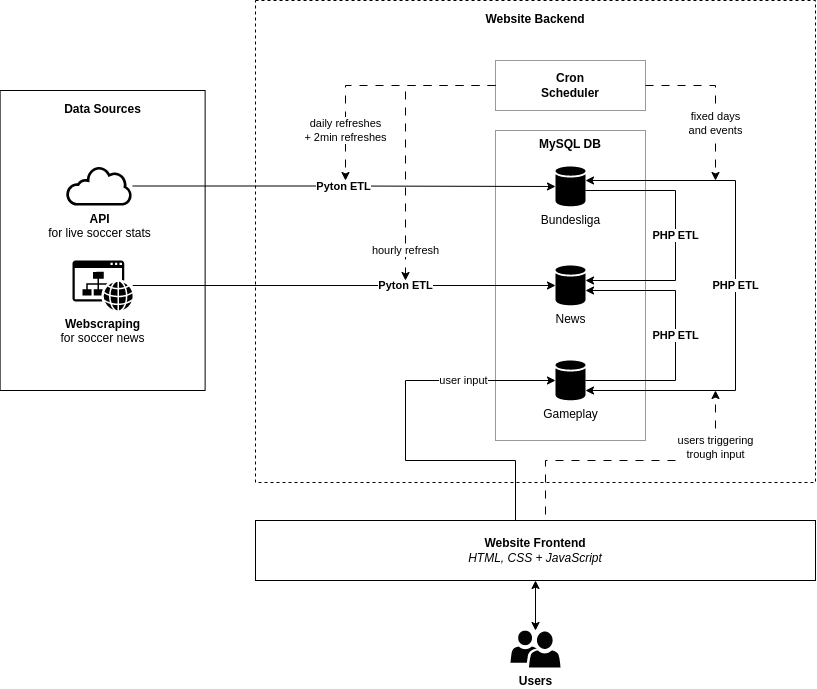 Website Backend
Cron
Scheduler
Data Sources
daily refreshes
+ 2min refreshes
fixed days
and events
MySQL DB
Pyton ETL
API
for live soccer stats
Bundesliga
PHP ETL
hourly refresh
Pyton ETL
PHP ETL
Webscraping
for soccer news
News
PHP ETL
user input
Gameplay
users triggering
trough input
Website Frontend
HTML, CSS + JavaScript
Users